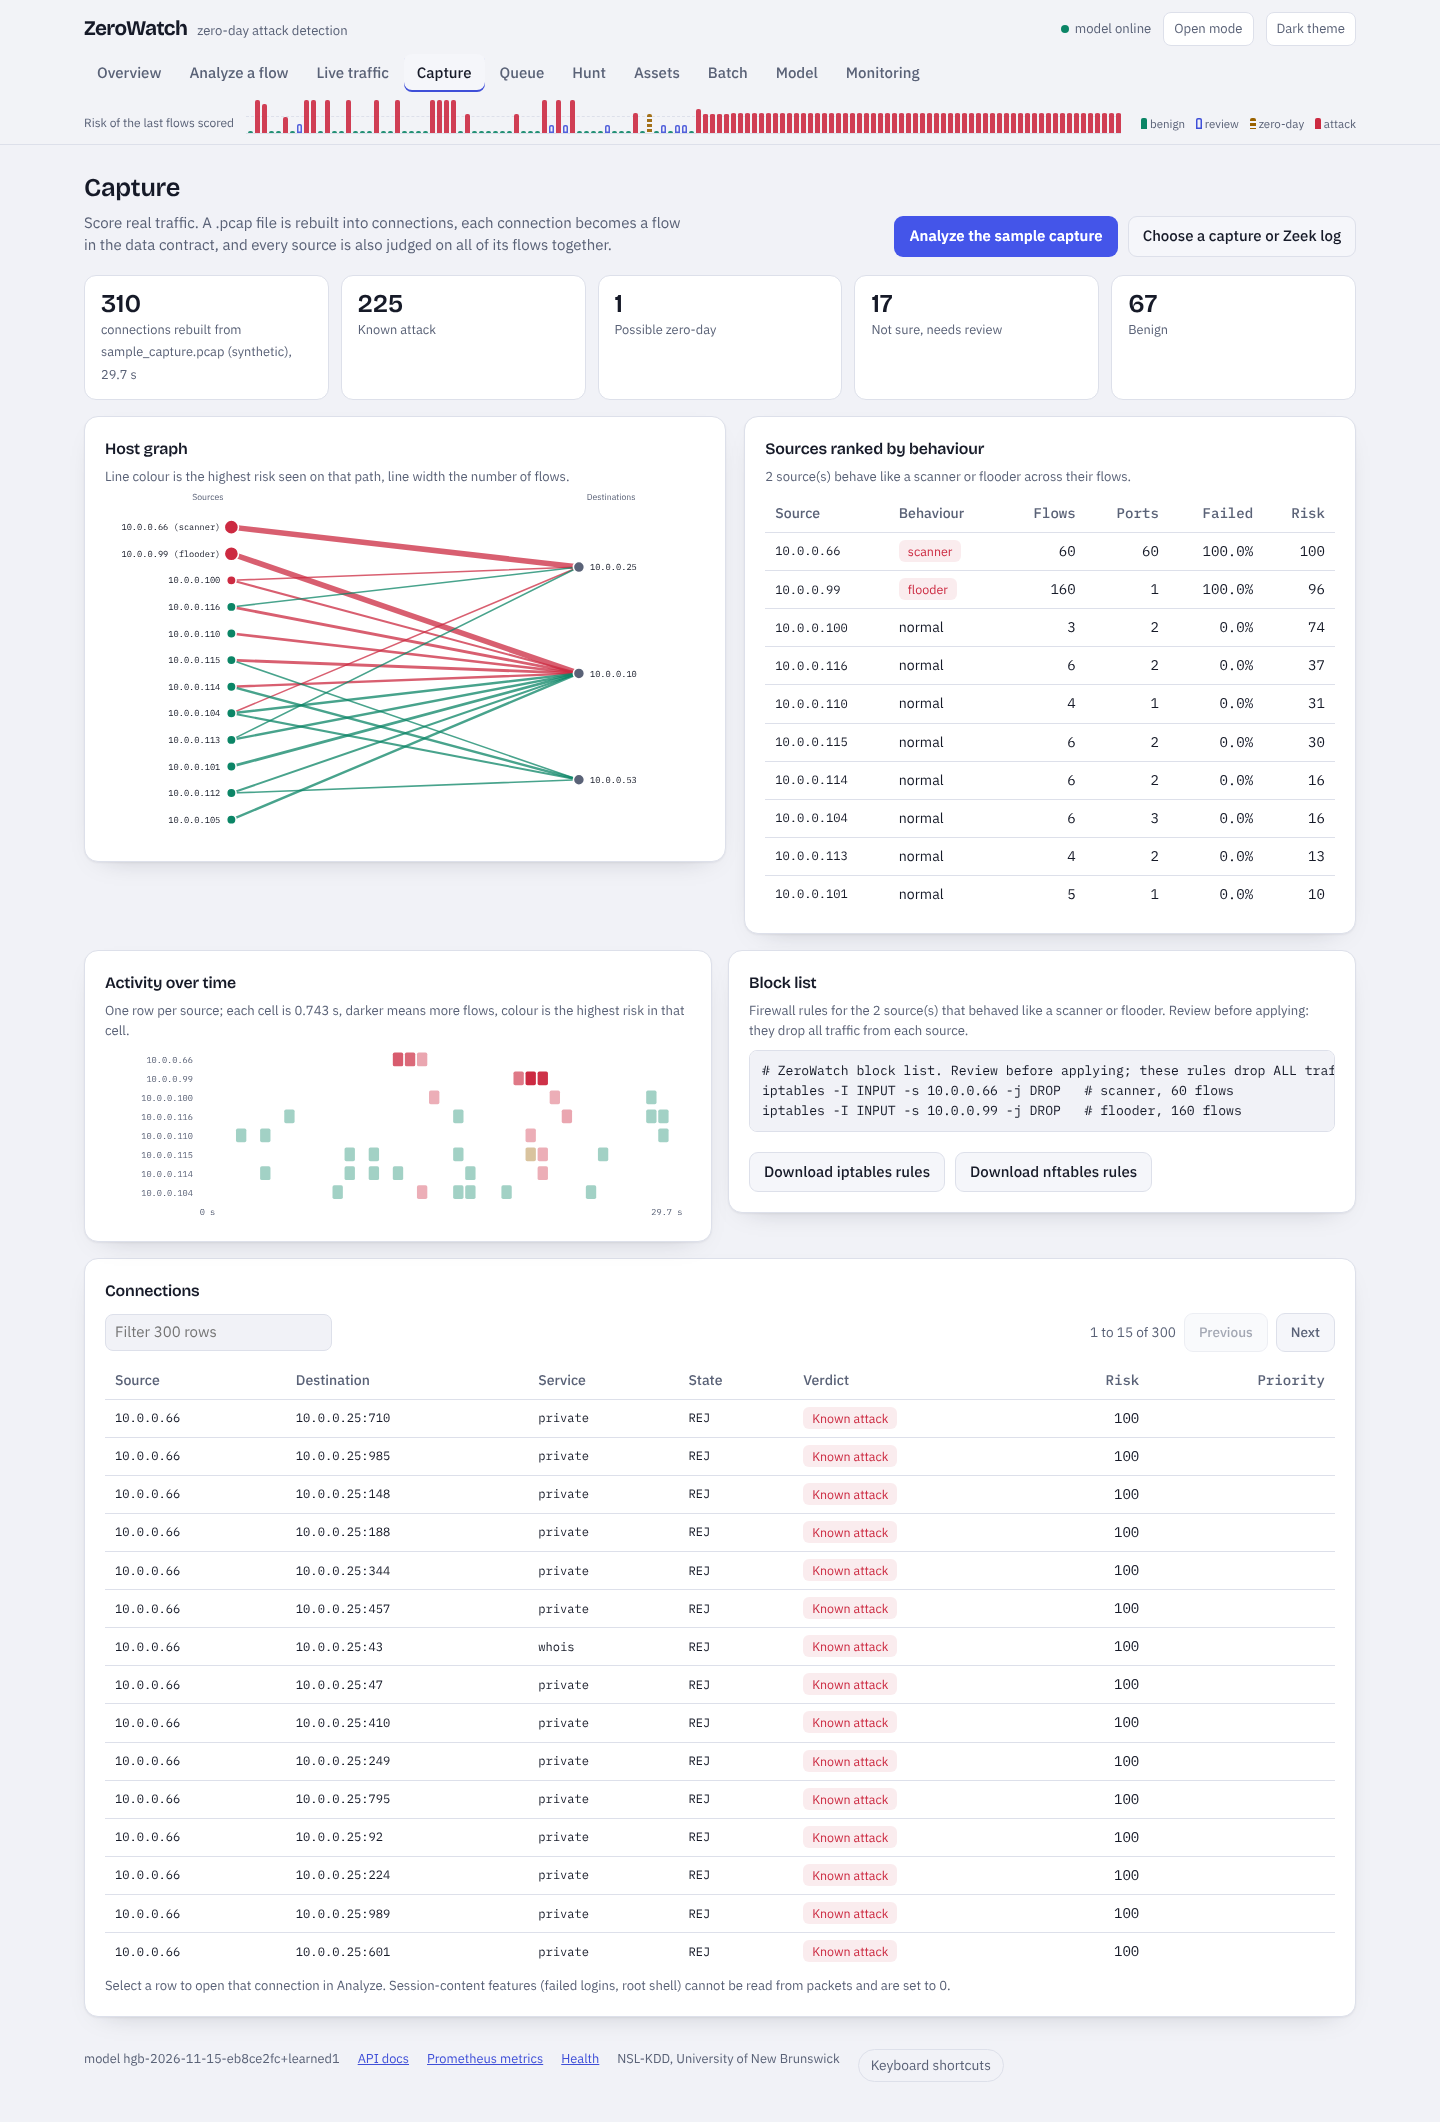 ZeroWatch zero-day attack detection
model online Open mode Dark theme
Overview Analyze a flow Live traffic Capture Queue Hunt Assets Batch Model Monitoring
Risk of the last flows scored benign review zero-day attack
Capture
Score real traffic. A .pcap file is rebuilt into connections, each connection becomes a flow
in the data contract, and every source is also judged on all of its flows together.
Analyze the sample capture Choose a capture or Zeek log
310
connections rebuilt from
sample_capture.pcap (synthetic),
29.7 s
225
Known attack
1
Possible zero-day
17
Not sure, needs review
67
Benign
Host graph
Line colour is the highest risk seen on that path, line width the number of flows.
Sources Destinations
10.0.0.66 (scanner)
10.0.0.99 (flooder)
10.0.0.100
10.0.0.116
10.0.0.110
10.0.0.115
10.0.0.114
10.0.0.104
10.0.0.113
10.0.0.101
10.0.0.112
10.0.0.105
10.0.0.25
10.0.0.10
10.0.0.53
Sources ranked by behaviour
2 source(s) behave like a scanner or flooder across their flows.
Source Behaviour Flows Ports Failed Risk
10.0.0.66 scanner 60 60 100.0% 100
10.0.0.99 flooder 160 1 100.0% 96
10.0.0.100 normal 3 2 0.0% 74
10.0.0.116 normal 6 2 0.0% 37
10.0.0.110 normal 4 1 0.0% 31
10.0.0.115 normal 6 2 0.0% 30
10.0.0.114 normal 6 2 0.0% 16
10.0.0.104 normal 6 3 0.0% 16
10.0.0.113 normal 4 2 0.0% 13
10.0.0.101 normal 5 1 0.0% 10
Activity over time
One row per source; each cell is 0.743 s, darker means more flows, colour is the highest risk in that
cell.
10.0.0.66
10.0.0.99
10.0.0.100
10.0.0.116
10.0.0.110
10.0.0.115
10.0.0.114
10.0.0.104
0 s 29.7 s
Block list
Firewall rules for the 2 source(s) that behaved like a scanner or flooder. Review before applying:
they drop all traffic from each source.
# ZeroWatch block list. Review before applying; these rules drop ALL traf
iptables -I INPUT -s 10.0.0.66 -j DROP # scanner, 60 flows
iptables -I INPUT -s 10.0.0.99 -j DROP # flooder, 160 flows
Download iptables rules Download nftables rules
Connections
Filter 300 rows 1 to 15 of 300 Previous Next
Source Destination Service State Verdict Risk Priority
10.0.0.66 10.0.0.25:710 private REJ Known attack 100
10.0.0.66 10.0.0.25:985 private REJ Known attack 100
10.0.0.66 10.0.0.25:148 private REJ Known attack 100
10.0.0.66 10.0.0.25:188 private REJ Known attack 100
10.0.0.66 10.0.0.25:344 private REJ Known attack 100
10.0.0.66 10.0.0.25:457 private REJ Known attack 100
10.0.0.66 10.0.0.25:43 whois REJ Known attack 100
10.0.0.66 10.0.0.25:47 private REJ Known attack 100
10.0.0.66 10.0.0.25:410 private REJ Known attack 100
10.0.0.66 10.0.0.25:249 private REJ Known attack 100
10.0.0.66 10.0.0.25:795 private REJ Known attack 100
10.0.0.66 10.0.0.25:92 private REJ Known attack 100
10.0.0.66 10.0.0.25:224 private REJ Known attack 100
10.0.0.66 10.0.0.25:989 private REJ Known attack 100
10.0.0.66 10.0.0.25:601 private REJ Known attack 100
Select a row to open that connection in Analyze. Session-content features (failed logins, root shell) cannot be read from packets and are set to 0.
model hgb-2026-11-15-eb8ce2fc+learned1 API docs Prometheus metrics Health NSL-KDD, University of New Brunswick Keyboard shortcuts